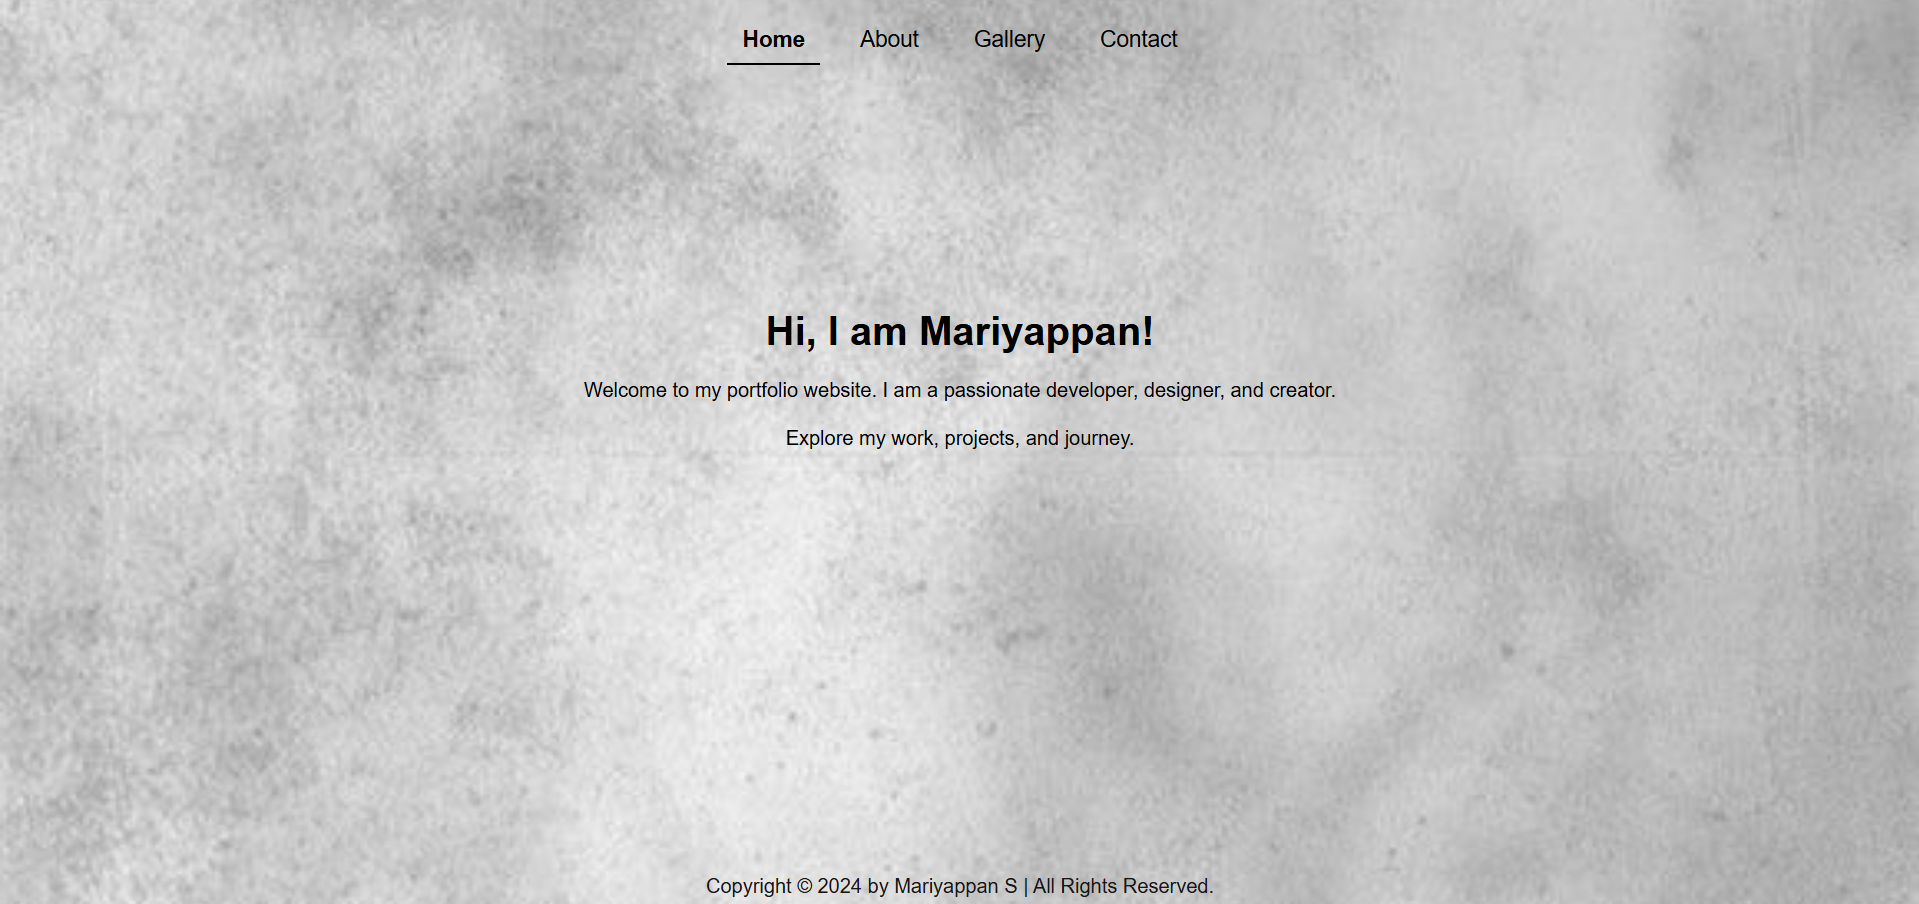 Home About Gallery Contact
Hi, I am Mariyappan!
Welcome to my portfolio website. I am a passionate developer, designer, and creator.
Explore my work, projects, and journey.
Copyright © 2024 by Mariyappan S | All Rights Reserved.